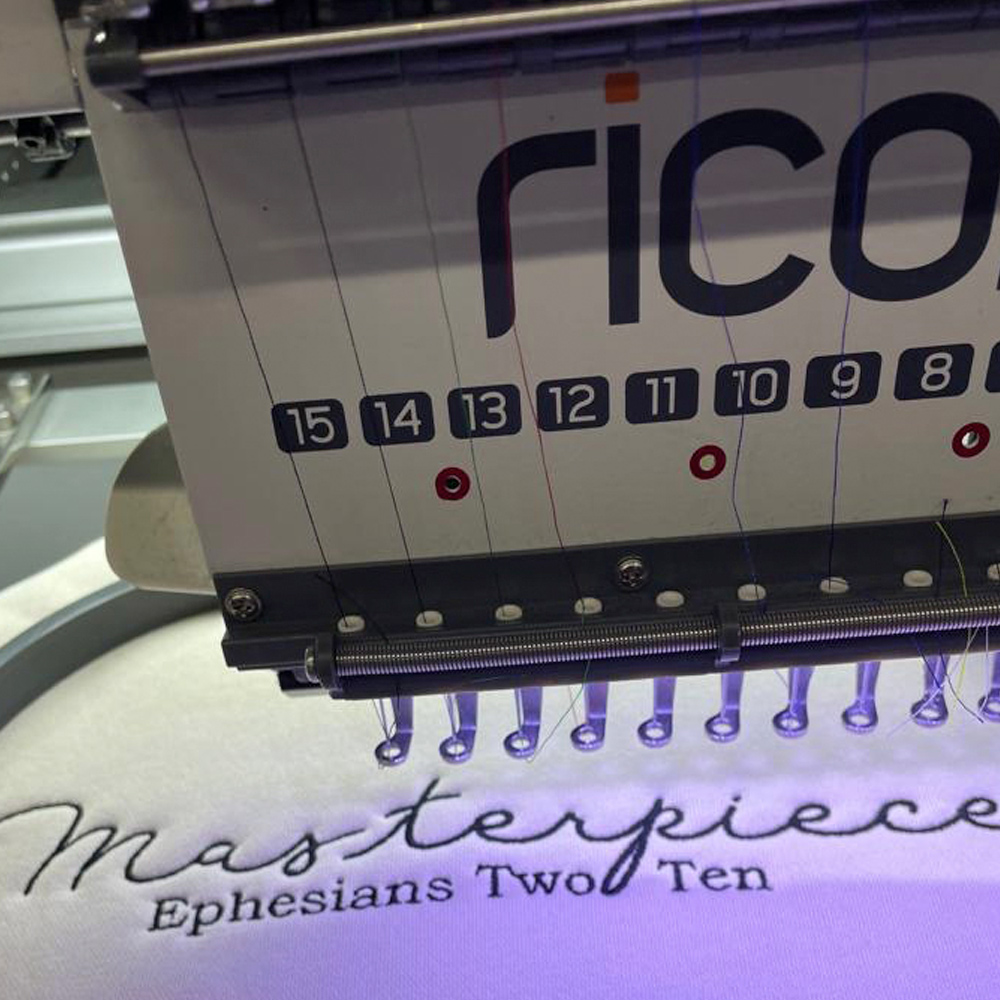 rico
15 14 13 12 11 10 9 8
Masterpiece
Ephesians Two Ten